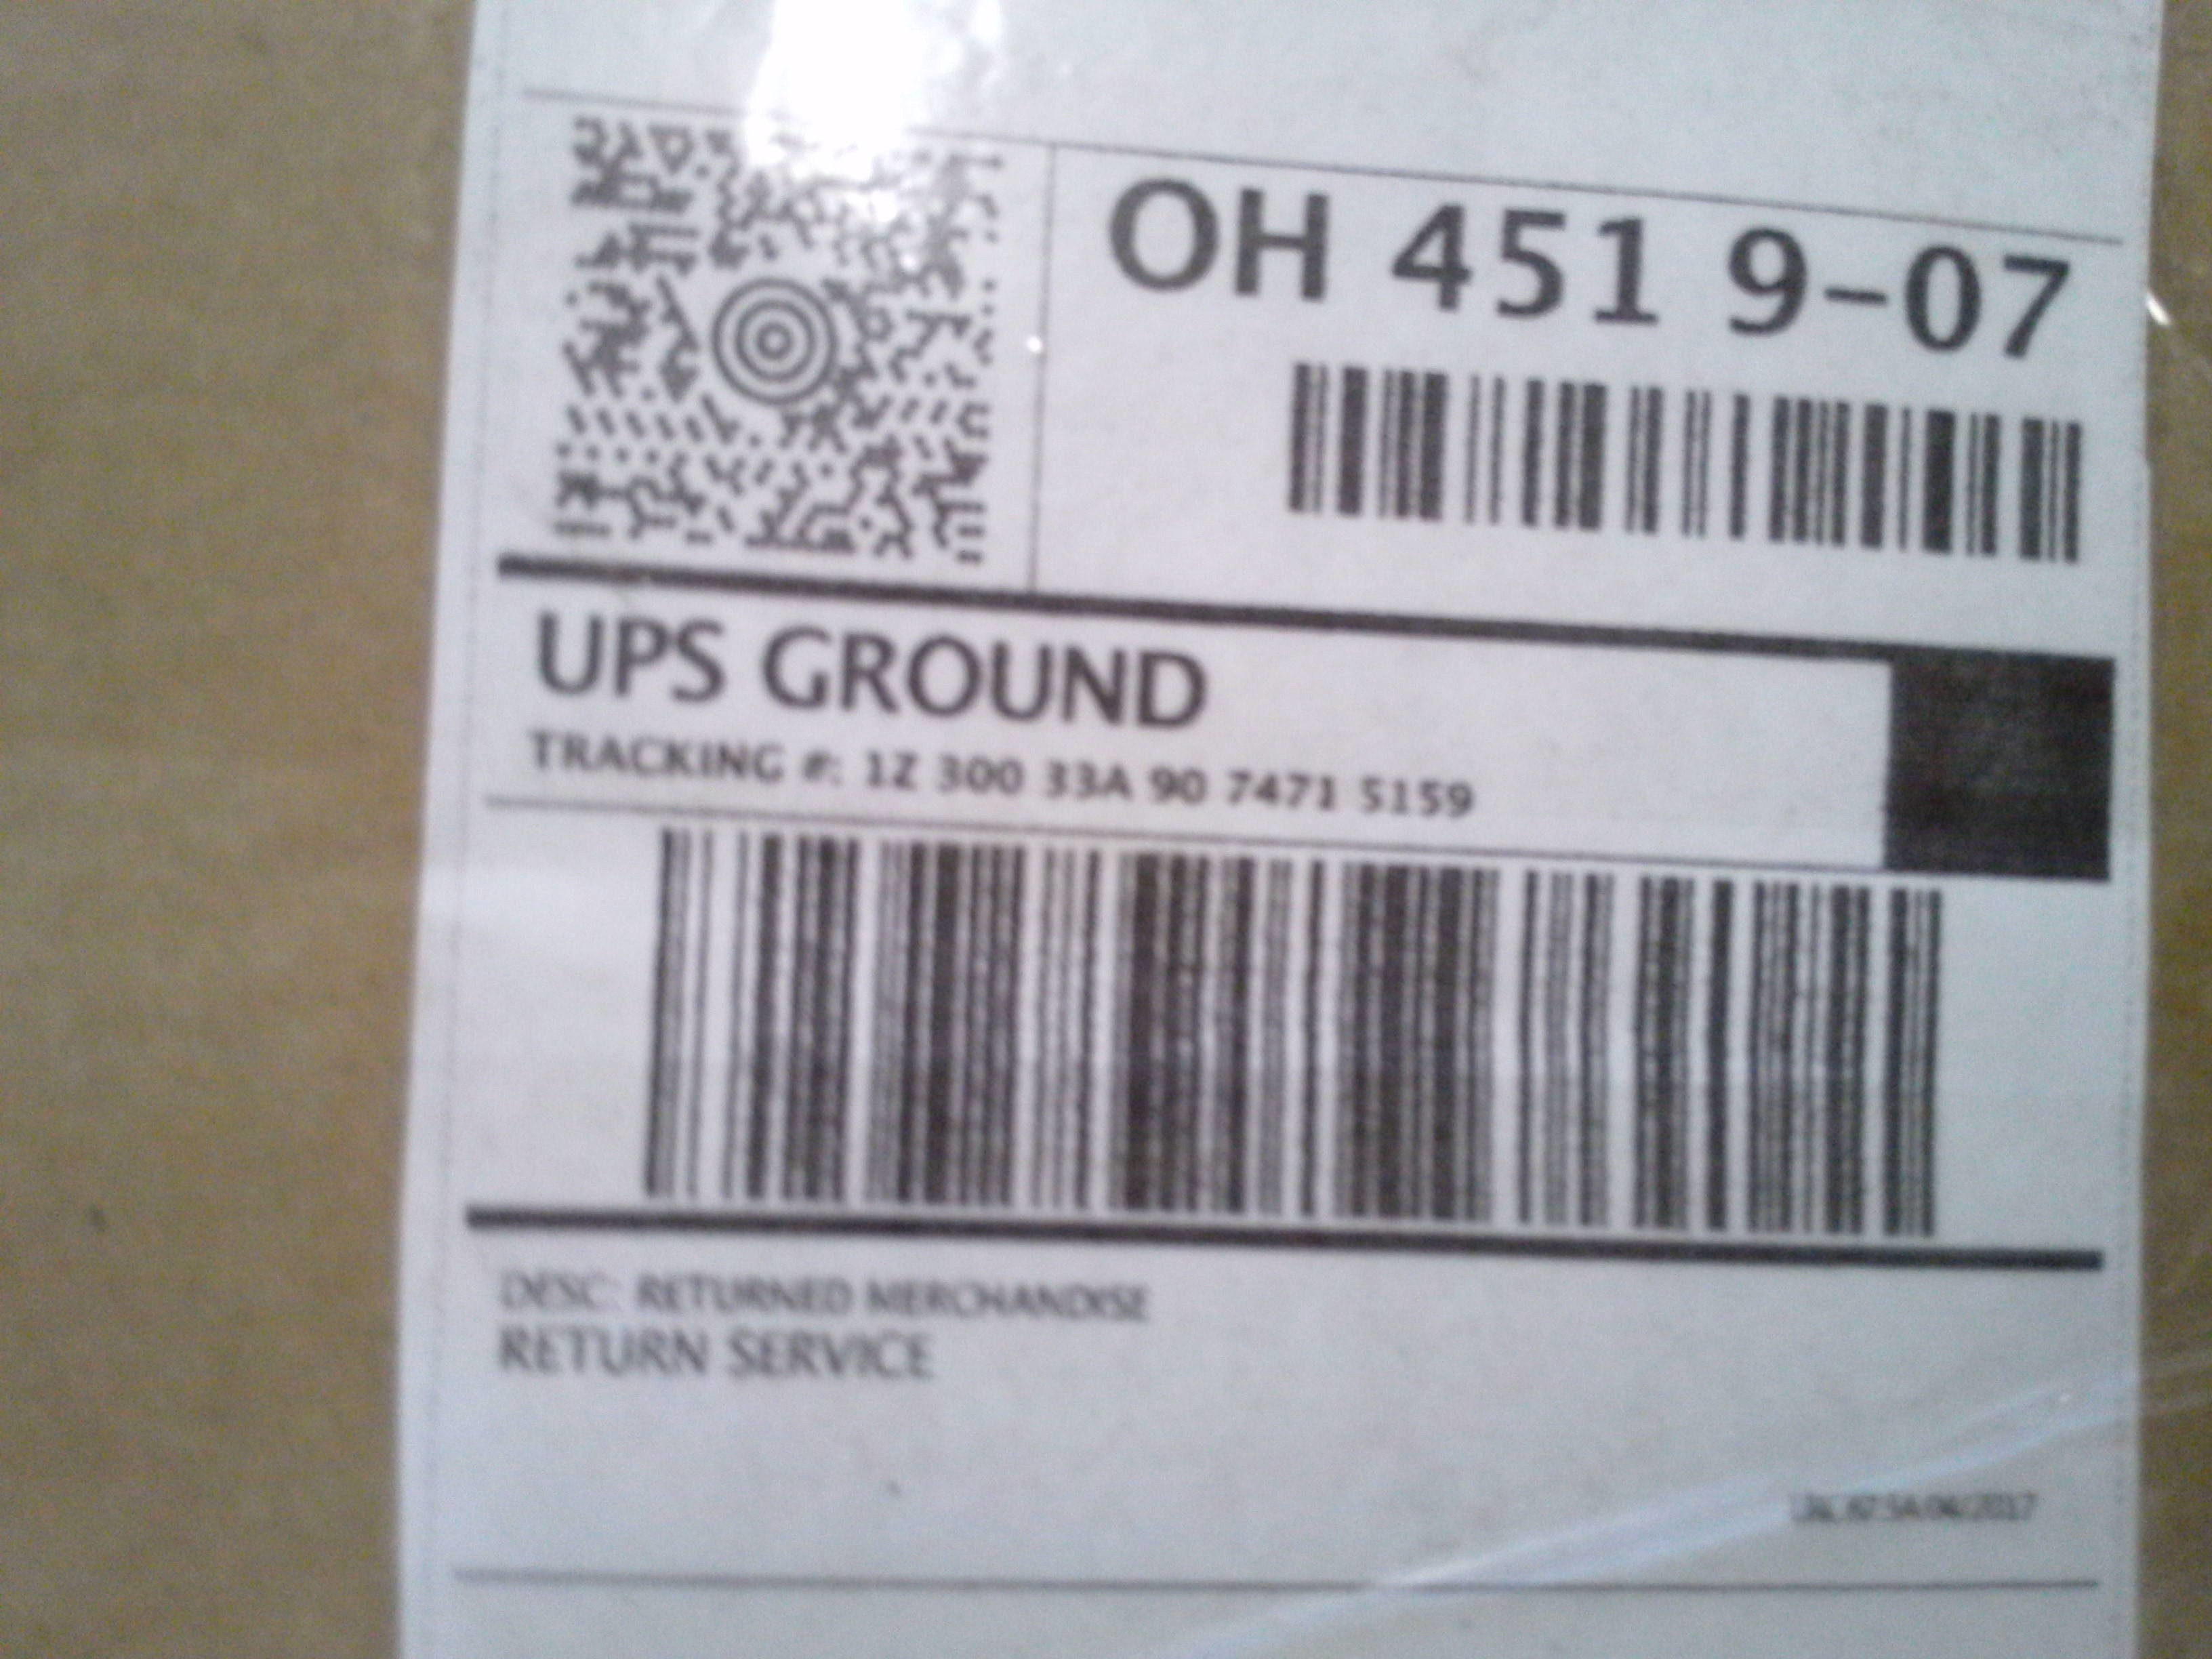 OH 451 9-07
UPS GROUND
TRACKING #: 1Z 300 33A 90 7471 5159
DESC: RETURNED MERCHANDISE
RETURN SERVICE